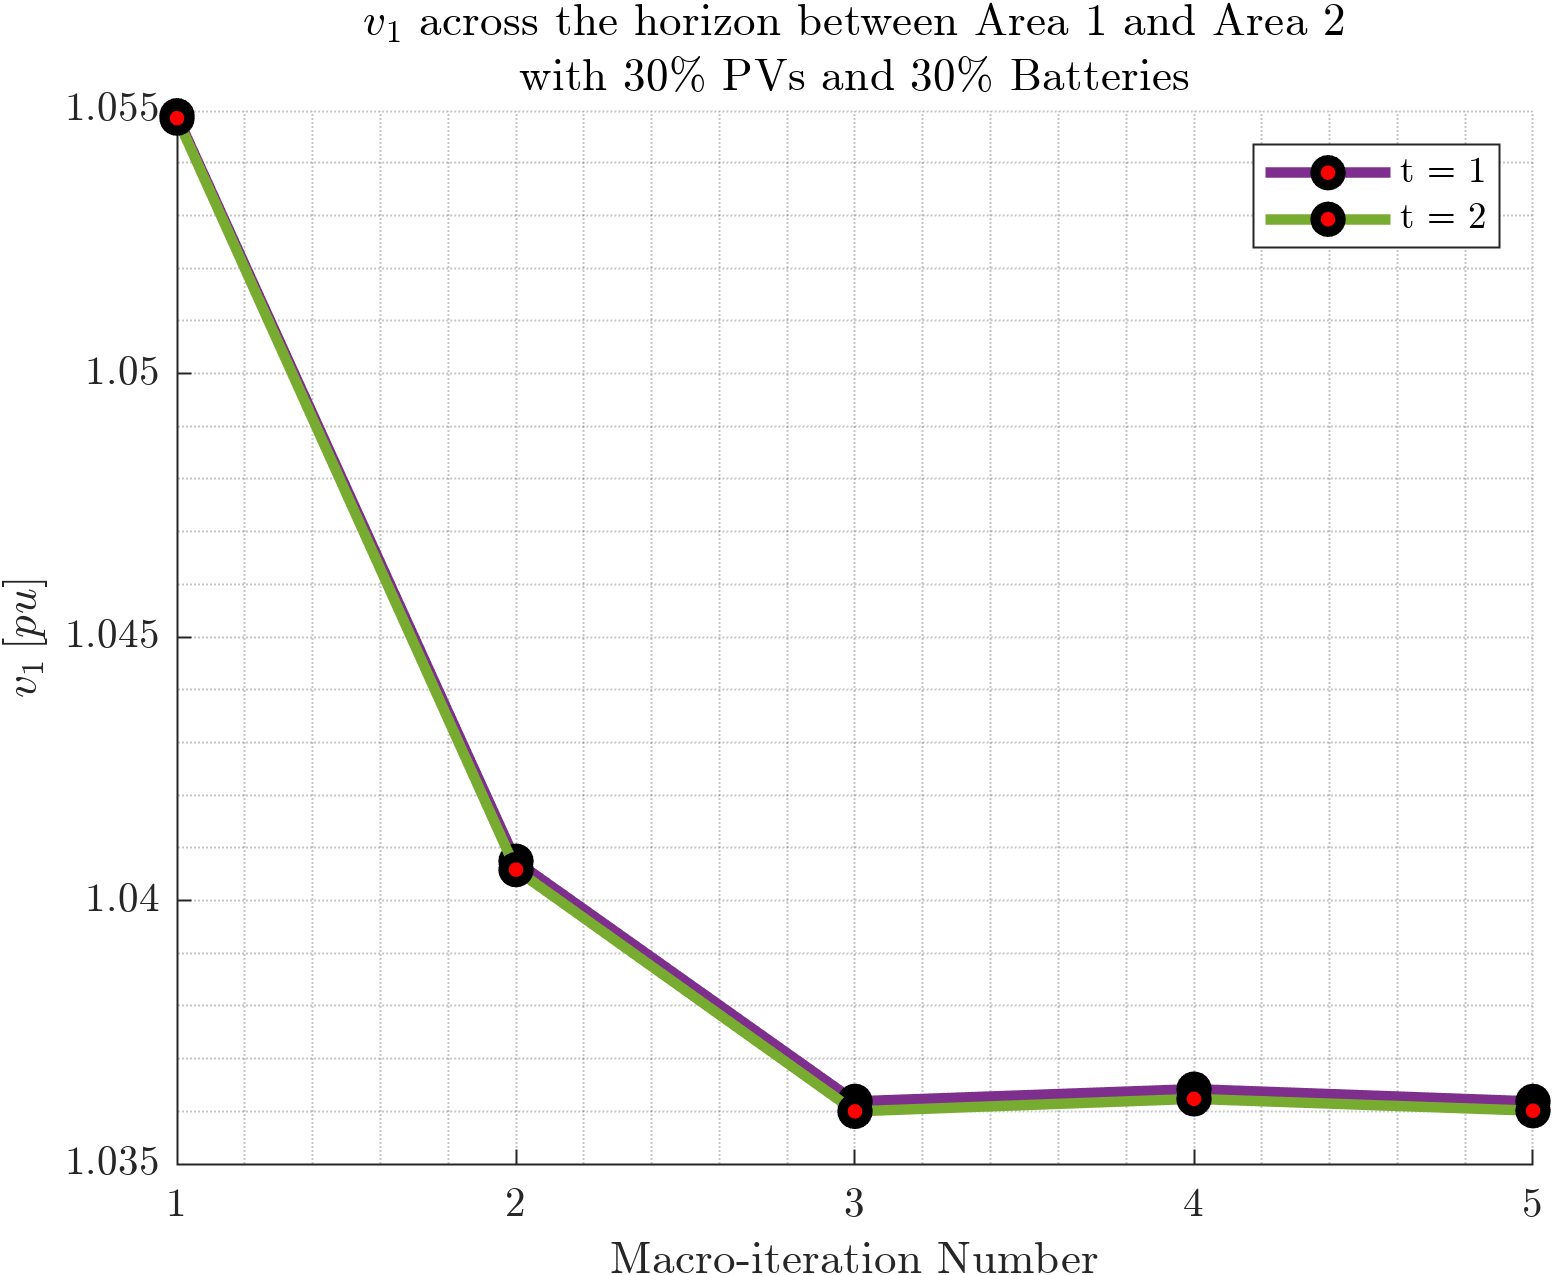 v₁ across the horizon between Area 1 and Area 2
with 30% PVs and 30% Batteries
1.055
1.05
1.045
1.04
1.035
v₁ [pu]
t = 1
t = 2
1 2 3 4 5
Macro-iteration Number